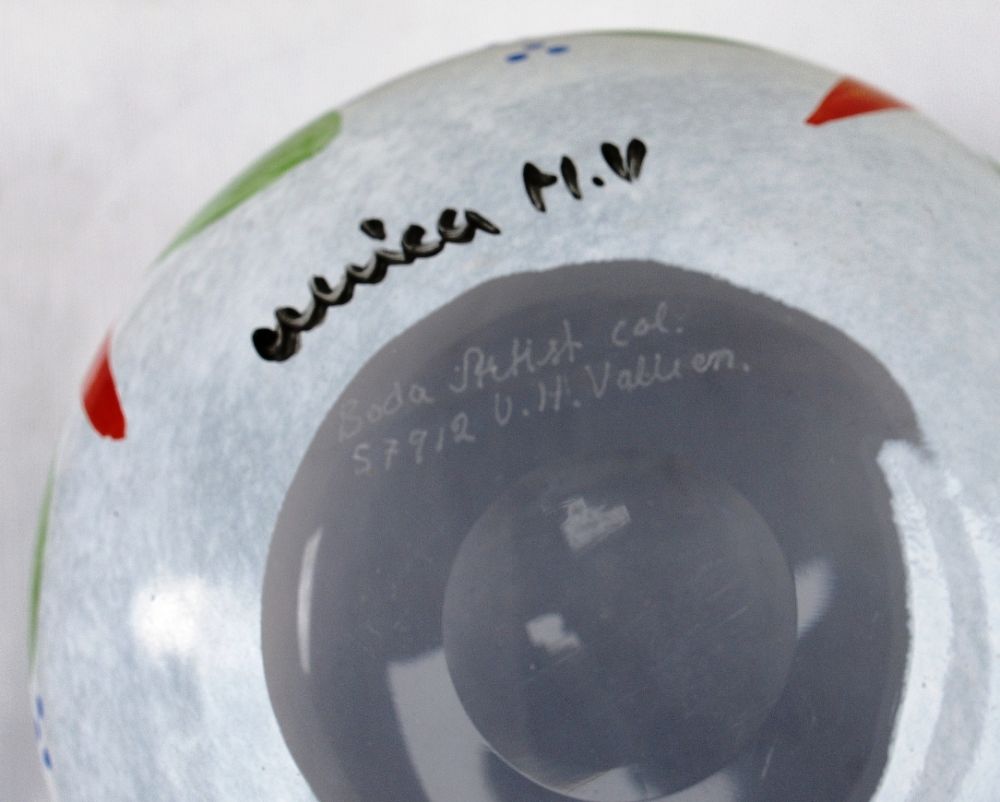 M.V
Boda Artist col.
57912 U.H.Vallien.